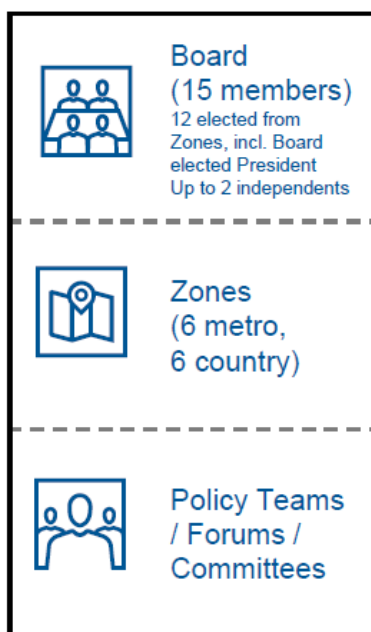 Board
(15 members)
12 elected from
Zones, incl. Board
elected President
Up to 2 independents
Zones
(6 metro,
6 country)
Policy Teams
/ Forums /
Committees